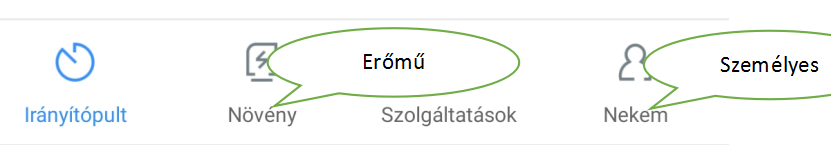 Erőmű
Személyes
Irányítópult
Növény
Szolgáltatások
Nekem